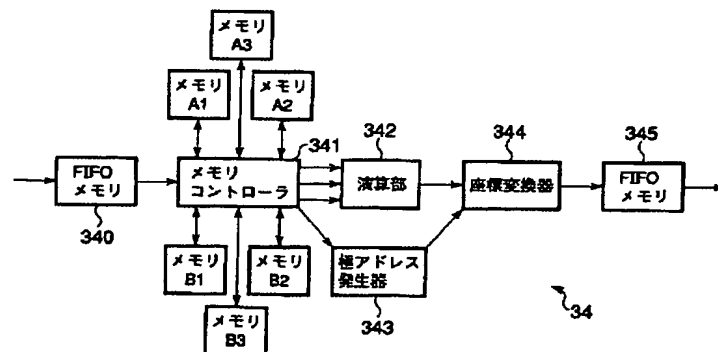 メモリ
A3
メモリ
A1
メモリ
A2
341
342
344
345
FIFO
メモリ
メモリ
コントローラ
演算部
座標変換器
FIFO
メモリ
340
メモリ
B1
メモリ
B2
極アドレス
発生器
メモリ
B3
343
34